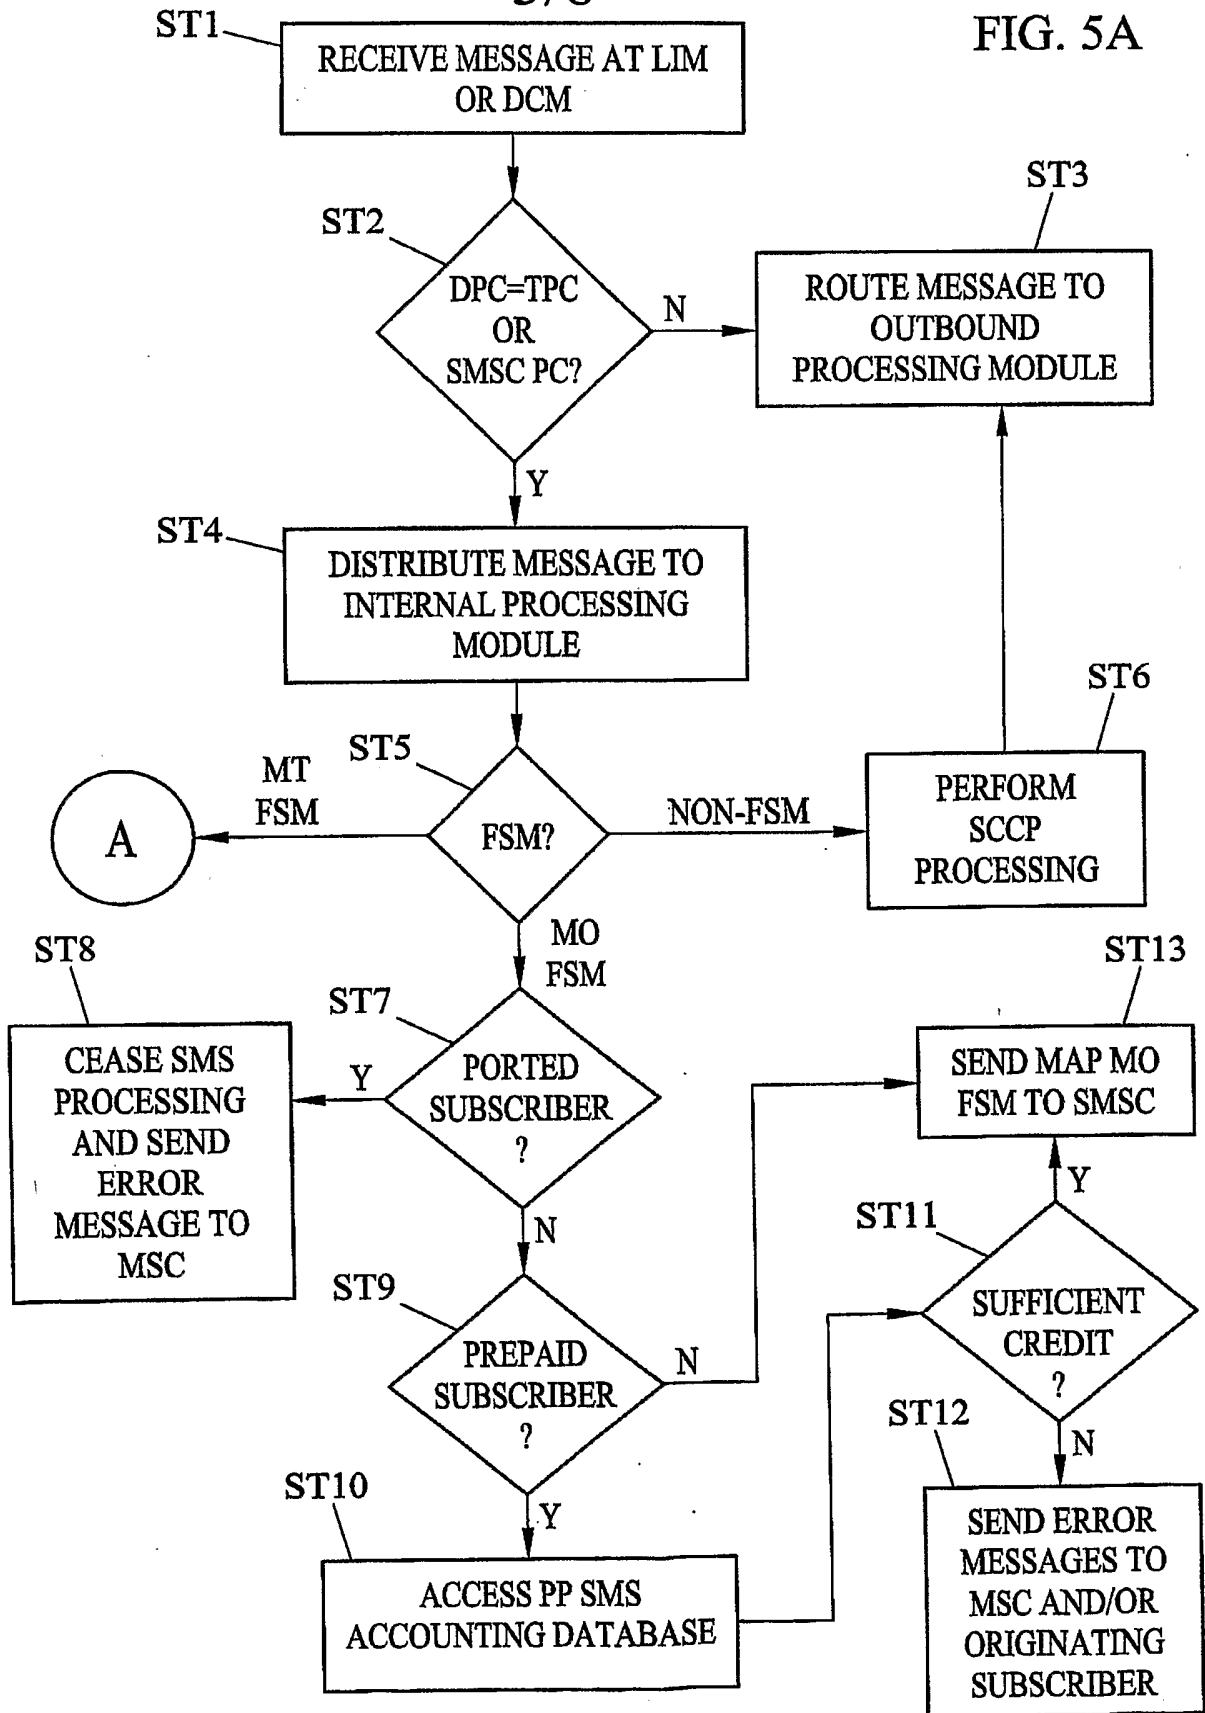 FIG. 5A
ST1
RECEIVE MESSAGE AT LIM
OR DCM
ST2
DPC=TPC
OR
SMSC PC?
N
Y
ST3
ROUTE MESSAGE TO
OUTBOUND
PROCESSING MODULE
ST4
DISTRIBUTE MESSAGE TO
INTERNAL PROCESSING
MODULE
ST5
FSM?
MT
FSM
A
NON-FSM
ST6
PERFORM
SCCP
PROCESSING
MO
FSM
ST7
PORTED
SUBSCRIBER
?
Y
N
ST8
CEASE SMS
PROCESSING
AND SEND
ERROR
MESSAGE TO
MSC
ST9
PREPAID
SUBSCRIBER
?
N
Y
ST10
ACCESS PP SMS
ACCOUNTING DATABASE
ST13
SEND MAP MO
FSM TO SMSC
Y
ST11
SUFFICIENT
CREDIT
?
N
ST12
SEND ERROR
MESSAGES TO
MSC AND/OR
ORIGINATING
SUBSCRIBER